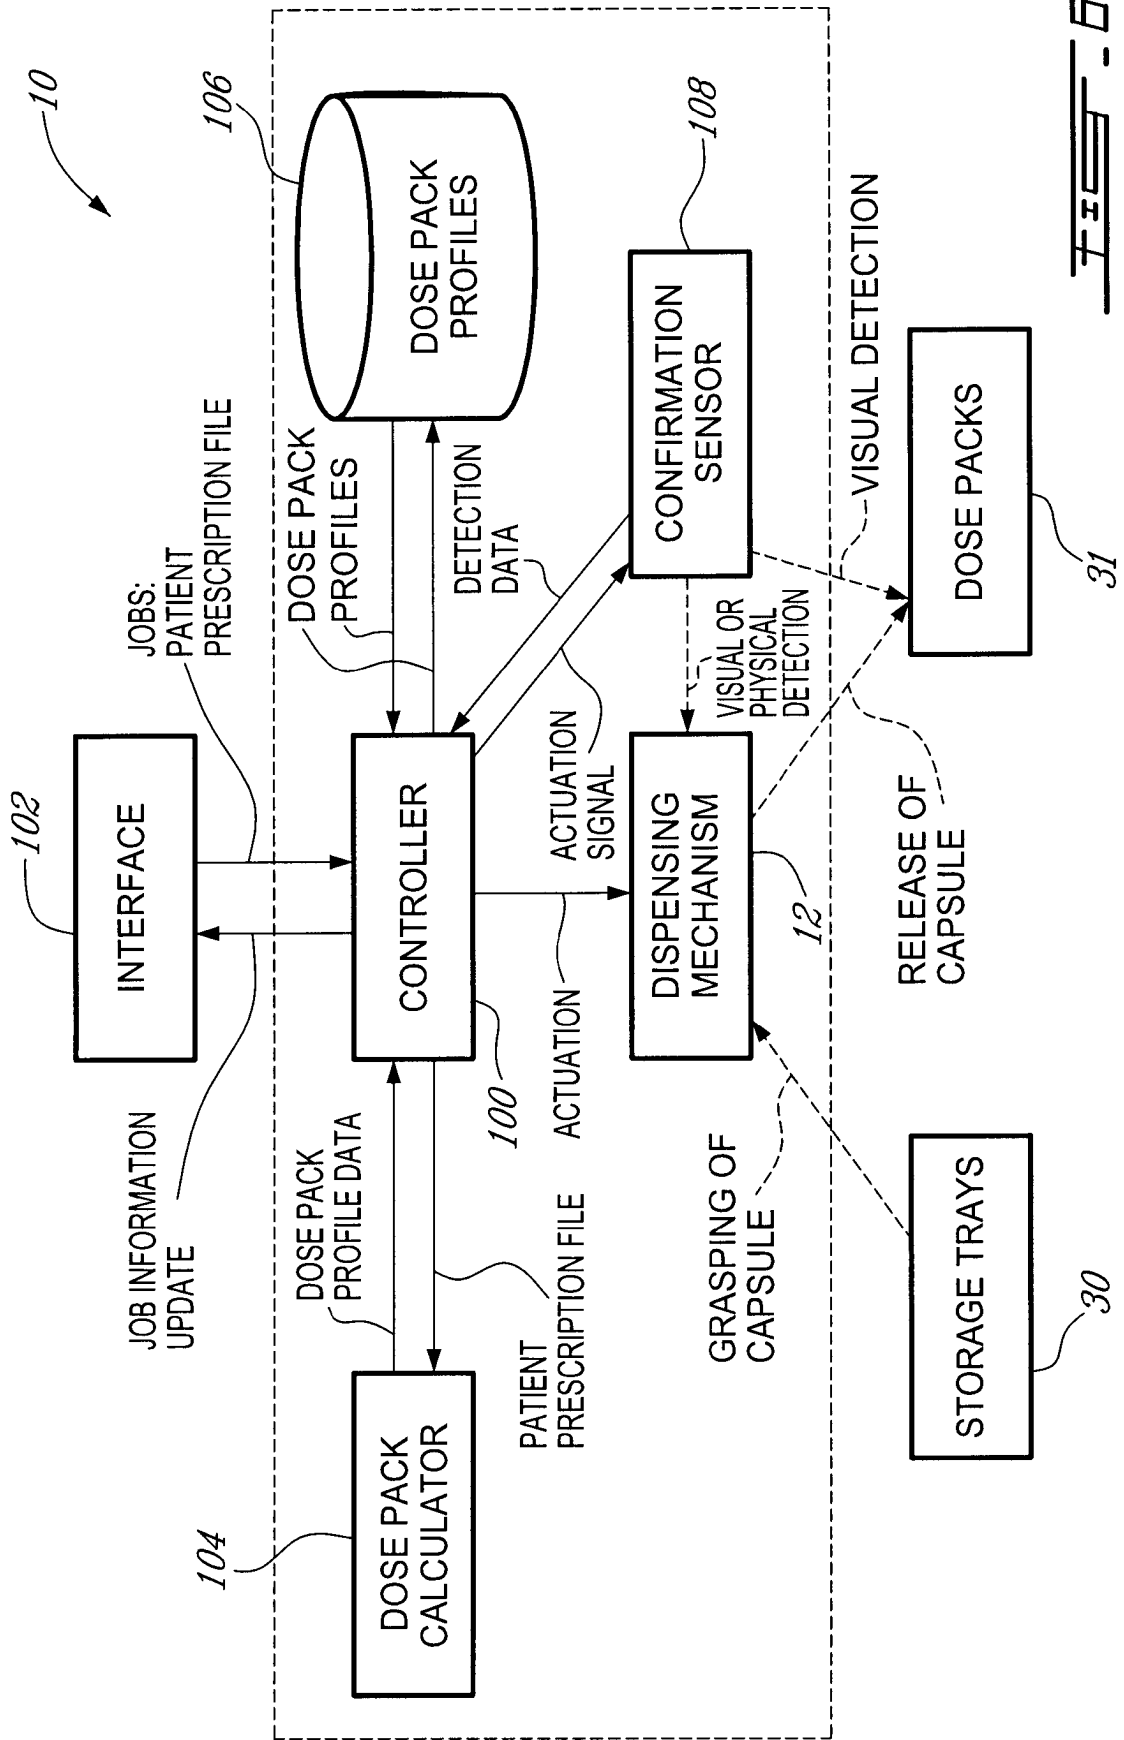 10
102
INTERFACE
JOB INFORMATION
UPDATE
JOBS:
PATIENT
PRESCRIPTION FILE
104
DOSE PACK
CALCULATOR
DOSE PACK
PROFILE DATA
PATIENT
PRESCRIPTION FILE
CONTROLLER
100
DOSE PACK
PROFILES
106
DOSE PACK
PROFILES
DETECTION
DATA
ACTUATION
SIGNAL
ACTUATION
DISPENSING
MECHANISM
12
VISUAL OR
PHYSICAL
DETECTION
CONFIRMATION
SENSOR
108
GRASPING OF
CAPSULE
RELEASE OF
CAPSULE
VISUAL DETECTION
STORAGE TRAYS
30
DOSE PACKS
31
FIG - 6